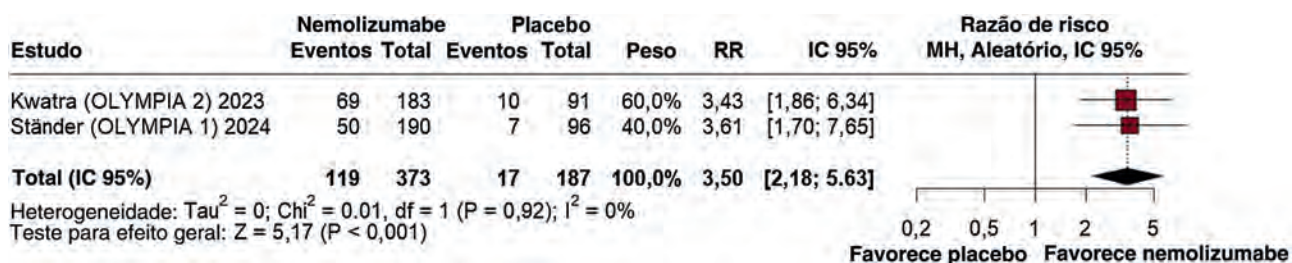 Nemolizumabe Placebo Razão de risco
Estudo Eventos Total Eventos Total Peso RR IC 95% MH, Aleatório, IC 95%
Kwatra (OLYMPIA 2) 2023 69 183 10 91 60,0% 3,43 [1,86; 6,34]
Ständer (OLYMPIA 1) 2024 50 190 7 96 40,0% 3,61 [1,70; 7,65]
Total (IC 95%) 119 373 17 187 100,0% 3,50 [2,18; 5.63]
Heterogeneidade: Tau² = 0; Chi² = 0.01, df = 1 (P = 0,92); I² = 0%
Teste para efeito geral: Z = 5,17 (P < 0,001)
0,2 0,5 1 2 5
Favorece placebo Favorece nemolizumabe